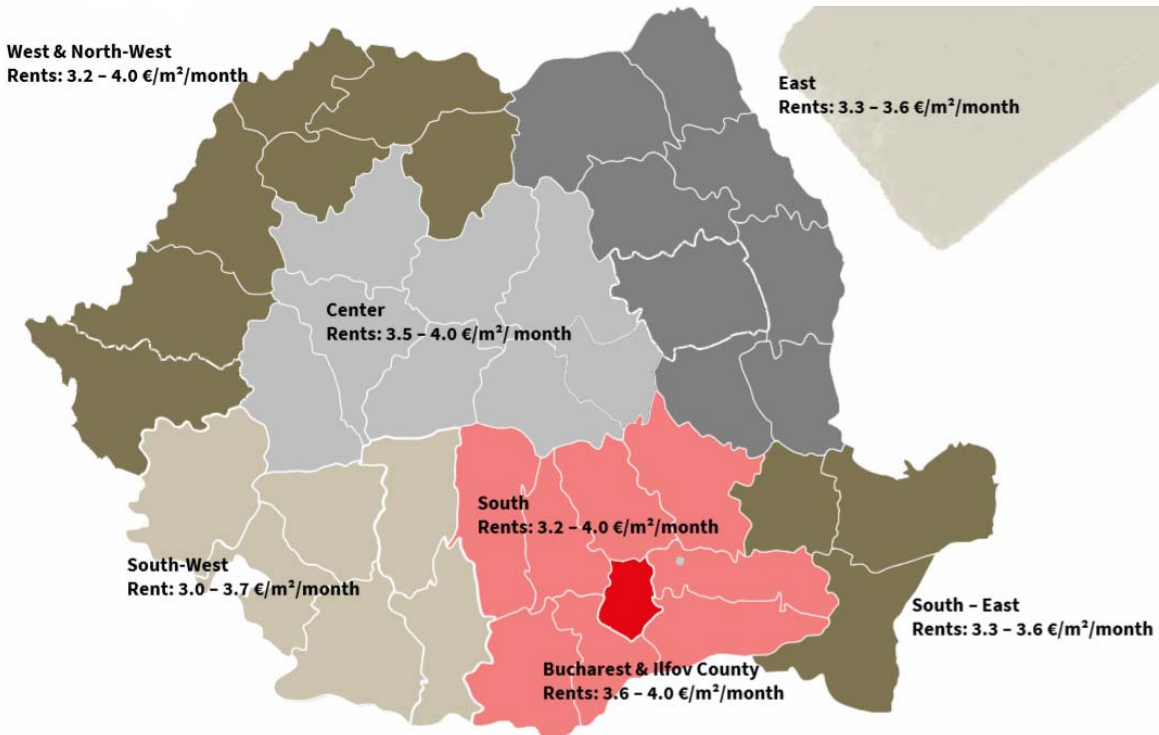 West & North-West
Rents: 3.2 – 4.0 €/m²/month
East
Rents: 3.3 – 3.6 €/m²/month
Center
Rents: 3.5 – 4.0 €/m²/ month
South
Rents: 3.2 – 4.0 €/m²/month
South-West
Rent: 3.0 – 3.7 €/m²/month
South – East
Rents: 3.3 – 3.6 €/m²/month
Bucharest & Ilfov County
Rents: 3.6 – 4.0 €/m²/month